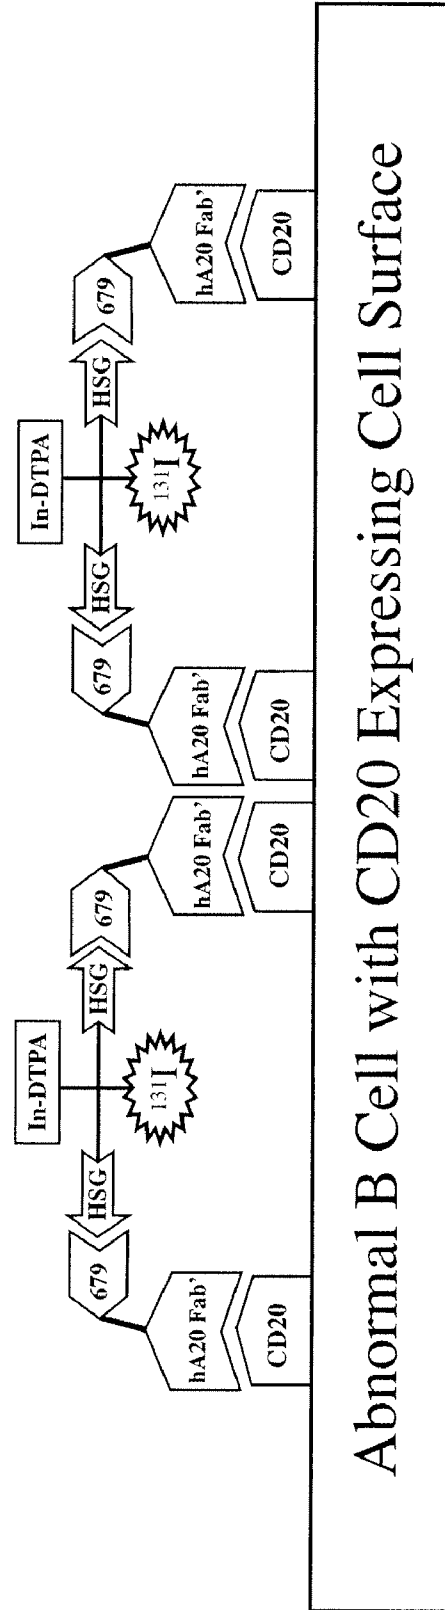 In-DTPA
In-DTPA
679
HSG
HSG
679
679
HSG
HSG
679
131I
131I
hA20 Fab'
hA20 Fab'
hA20 Fab'
hA20 Fab'
CD20
CD20
CD20
CD20
Abnormal B Cell with CD20 Expressing Cell Surface